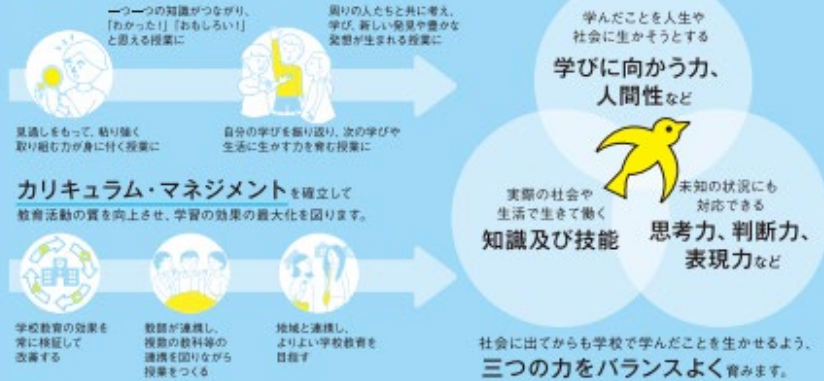 一つ一つの知識がつながり、
「わかった!」「おもしろい!」
と思える授業に
周りの人たちと共に考え、
学び、新しい発見や豊かな
発想が生まれる授業に
見通しをもって、粘り強く
取り組む力が身に付く授業に
自分の学びを振り返り、次の学びや
生活に生かす力を育む授業に
カリキュラム・マネジメントを確立して
教育活動の質を向上させ、学習の効果の最大化を図ります。
学校教育の効果を
常に検証して
改善する
教師が連携し、
複数の教科等の
連携を図りながら
授業をつくる
地域と連携し、
よりよい学校教育を
目指す
学んだことを人生や
社会に生かそうとする
学びに向かう力、
人間性など
実際の社会や
生活で生きて働く
知識及び技能
未知の状況にも
対応できる
思考力、判断力、
表現力など
社会に出てからも学校で学んだことを生かせるよう、
三つの力をバランスよく育みます。